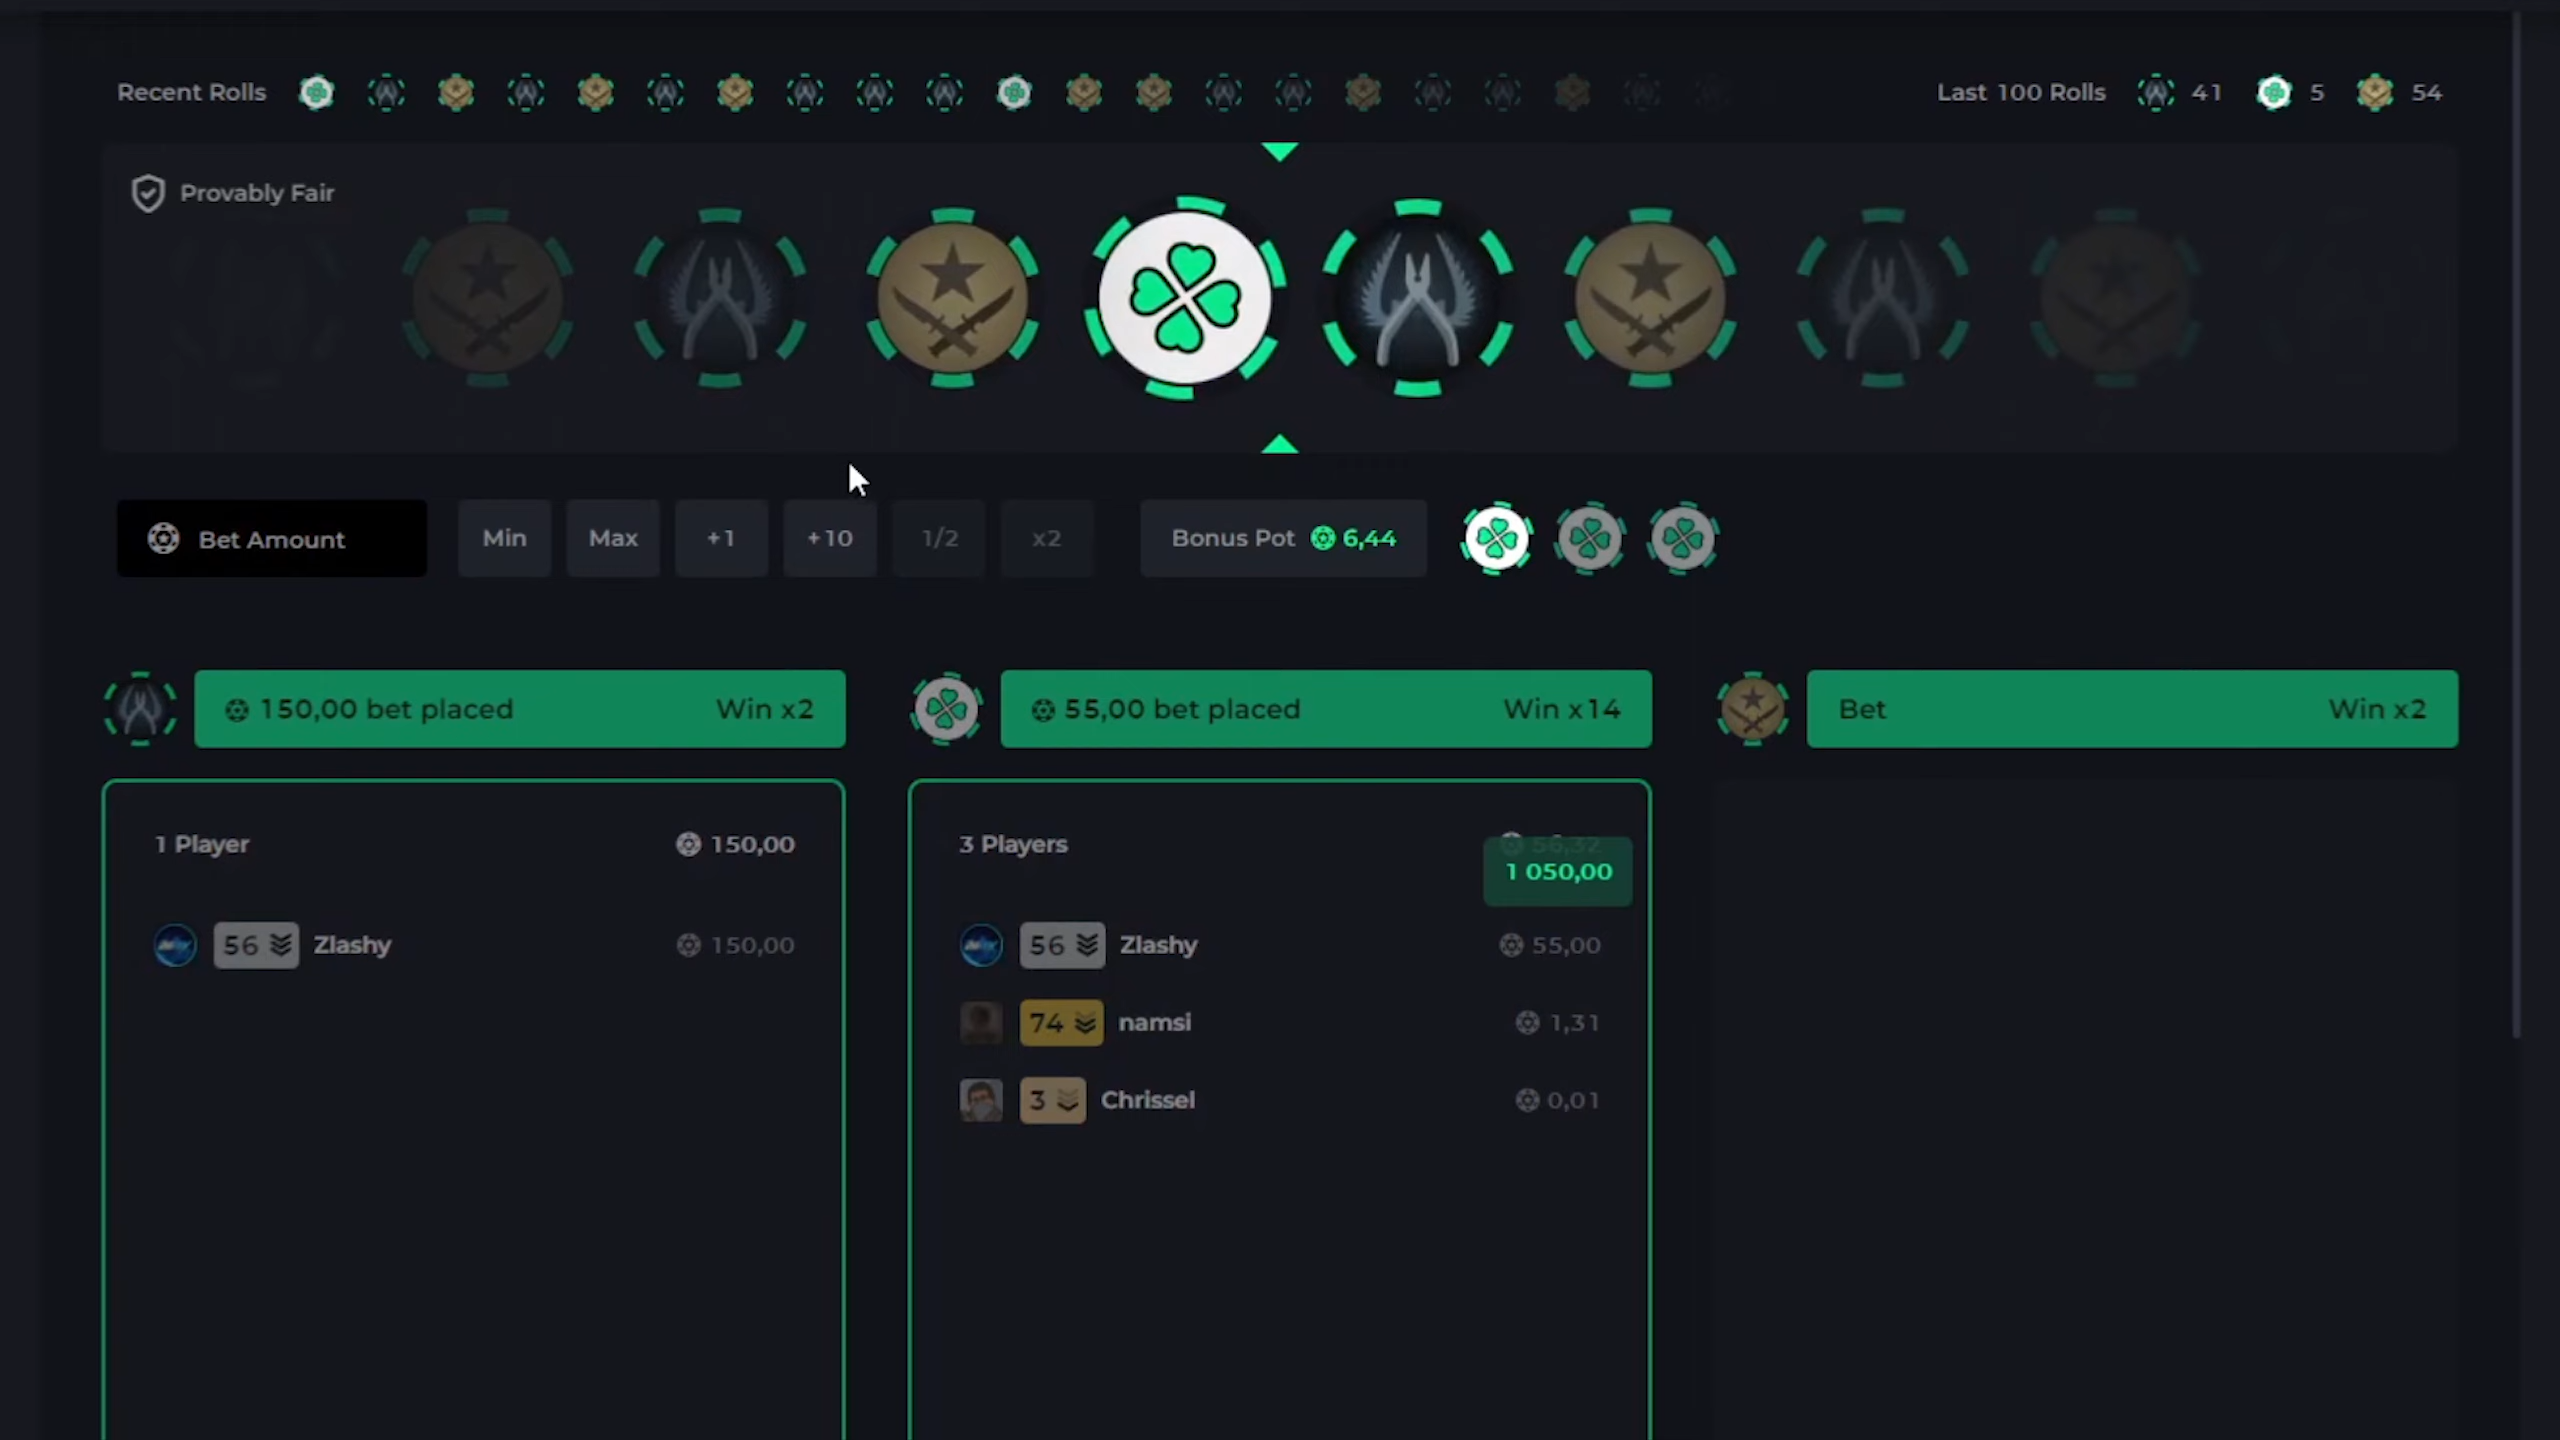 Recent Rolls
Last 100 Rolls 41 5 54
Provably Fair
Bet Amount Min Max +1 +10 1/2 x2 Bonus Pot 6,44
150,00 bet placed Win x2
55,00 bet placed Win x14
Bet Win x2
1 Player 150,00
56 Zlashy 150,00
3 Players 56,32
1 050,00
56 Zlashy 55,00
74 namsi 1,31
3 Chrissel 0,01